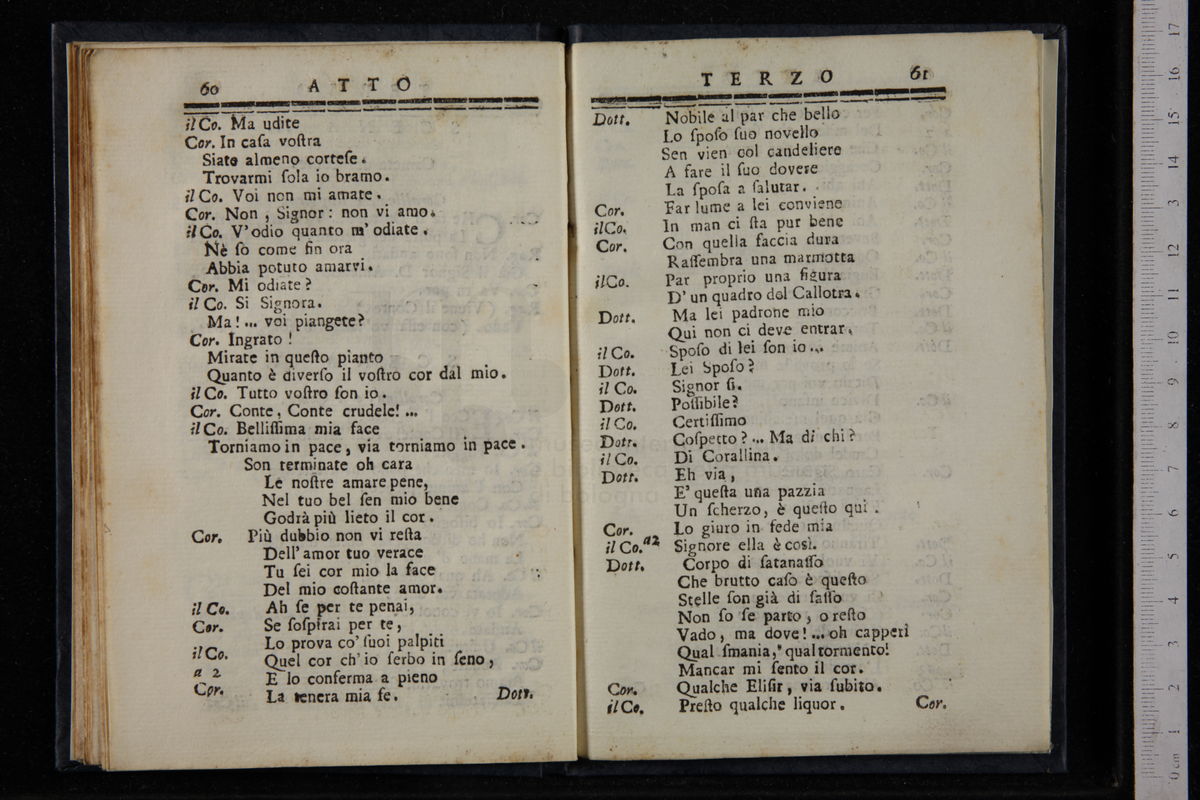 60 ATTO
il Co. Ma udite
Cor. In caſa voſtra
Siate almeno corteſe.
Trovarmi ſola io bramo.
il Co. Voi non mi amate.
Cor. Non, Signor: non vi amo.
il Co. V'odio quanto m'odiate.
Nè ſo come fin ora
Abbia potuto amarvi.
Cor. Mi odiate?
il Co. Si Signora.
Ma!... voi piangete?
Cor. Ingrato!
Mirate in queſto pianto
Quanto è diverſo il voſtro cor dal mio.
il Co. Tutto voſtro ſon io.
Cor. Conte, Conte crudele!...
il Co. Belliſſima mia face
Torniamo in pace, via torniamo in pace.
Son terminate oh cara
Le noſtre amare pene,
Nel tuo bel ſen mio bene
Godrà più lieto il cor.
Cor. Più dubbio non vi reſta
Dell'amor tuo verace
Tu ſei cor mio la face
Del mio coſtante amor.
il Co. Ah ſe per te penai,
Cor. Se ſoſpirai per te,
Lo prova co' ſuoi palpiti
il Co. Quel cor ch'io ſerbo in ſeno,
a 2 E lo conferma a pieno
Cor. La tenera mia fe. Dott.
TERZO 61
Dott. Nobile al par che bello
Lo ſpoſo ſuo novello
Sen vien col candeliere
A fare il ſuo dovere
La ſpoſa a ſalutar.
Cor. Far lume a lei conviene
il Co. In man ci ſta pur bene
Cor. Con quella faccia dura
Raſſembra una marmotta
il Co. Par proprio una figura
D'un quadro del Callotta.
Dott. Ma lei padrone mio
Qui non ci deve entrar.
il Co. Spoſo di lei ſon io...
Dott. Lei Spoſo?
il Co. Signor ſi.
Dott. Poſſibile?
il Co. Certiſſimo
Dott. Coſpetto?... Ma di chi?
il Co. Di Corallina.
Dott. Eh via,
E' queſta una pazzia
Un ſcherzo, è queſto qui.
Cor. Lo giuro in fede mia
il Co. a 2 Signore ella è così.
Dott. Corpo di ſatanaſſo
Che brutto caſo è queſto
Stelle ſon già di ſaſſo
Non ſo ſe parto, o reſto
Vado, ma dove!... oh capperi
Qual ſmania, qual tormento!
Mancar mi ſento il cor.
Cor. Qualche Eliſir, via ſubito.
il Co. Preſto qualche liquor. Cor.